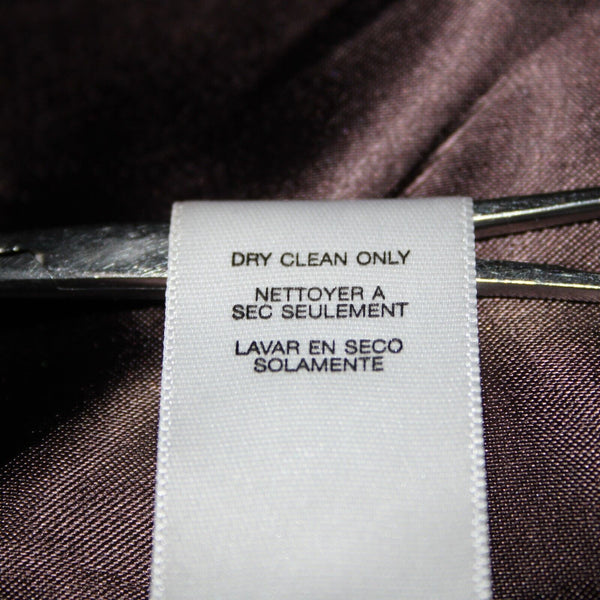 DRY CLEAN ONLY
NETTOYER A
SEC SEULEMENT
LAVAR EN SECO
SOLAMENTE